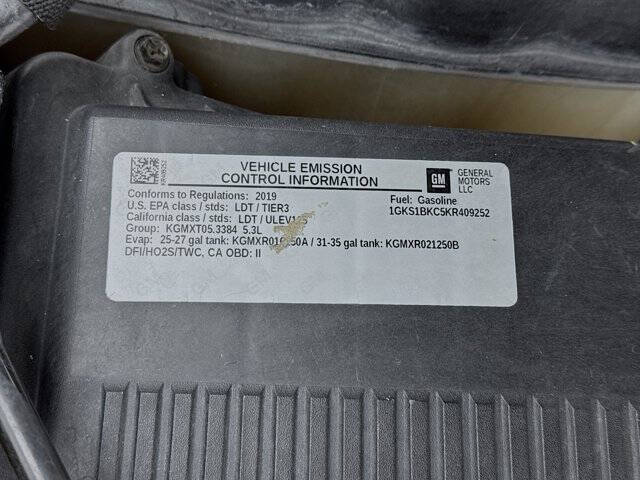 VEHICLE EMISSION
CONTROL INFORMATION
GM
GENERAL
MOTORS
LLC
KR409252
Conforms to Regulations: 2019
U.S. EPA class / stds: LDT / TIER3
California class / stds: LDT /
Group: KGMXT05.3384 5.3L
Evap: 25-27 gal tank: / 31-35 gal tank: KGMXR021250B
DFI/HO2S/TWC, CA OBD: II
Fuel: Gasoline
1GKS1BKC5KR409252